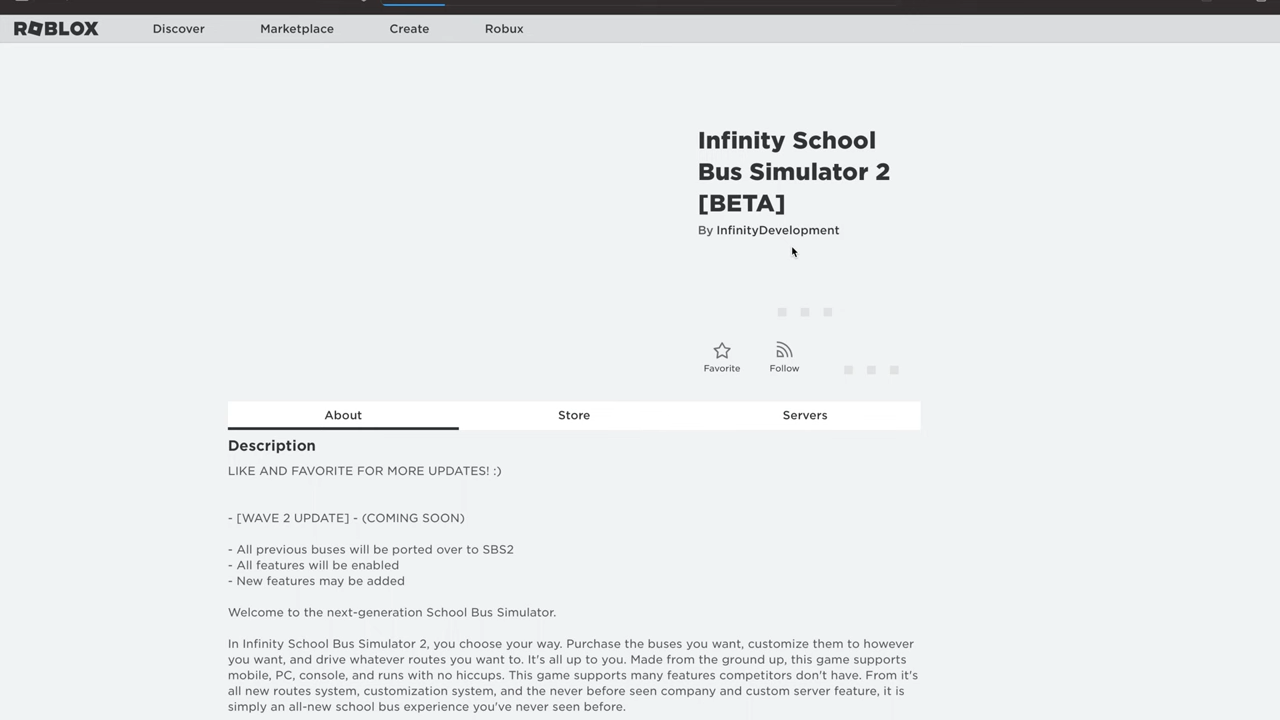 ROBLOX
Discover
Marketplace
Create
Robux
Infinity School
Bus Simulator 2
[BETA]
By InfinityDevelopment
Favorite
Follow
About
Store
Servers
Description
LIKE AND FAVORITE FOR MORE UPDATES! :)
- [WAVE 2 UPDATE] - (COMING SOON)
- All previous buses will be ported over to SBS2
- All features will be enabled
- New features may be added
Welcome to the next-generation School Bus Simulator.
In Infinity School Bus Simulator 2, you choose your way. Purchase the buses you want, customize them to however
you want, and drive whatever routes you want to. It's all up to you. Made from the ground up, this game supports
mobile, PC, console, and runs with no hiccups. This game supports many features competitors don't have. From it's
all new routes system, customization system, and the never before seen company and custom server feature, it is
simply an all-new school bus experience you've never seen before.